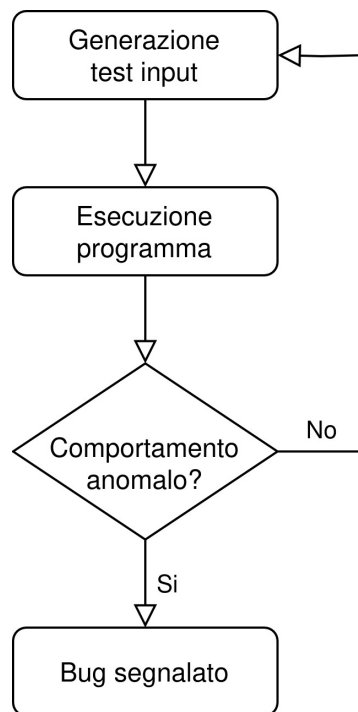 Generazione
test input
Esecuzione
programma
Comportamento
anomalo?
No
Si
Bug segnalato